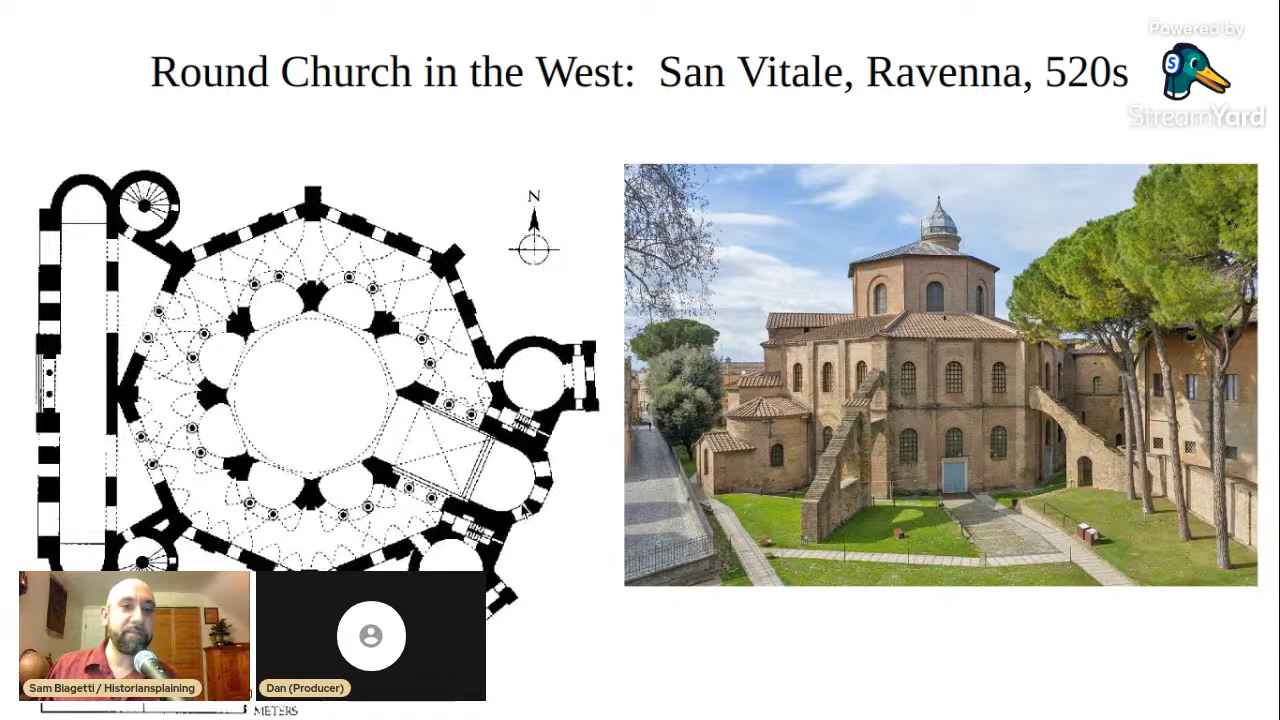 Powered by
Round Church in the West: San Vitale, Ravenna, 520s
S
StreamYard
N
Sam Biagetti / Historiansplaining
Dan (Producer)
METERS